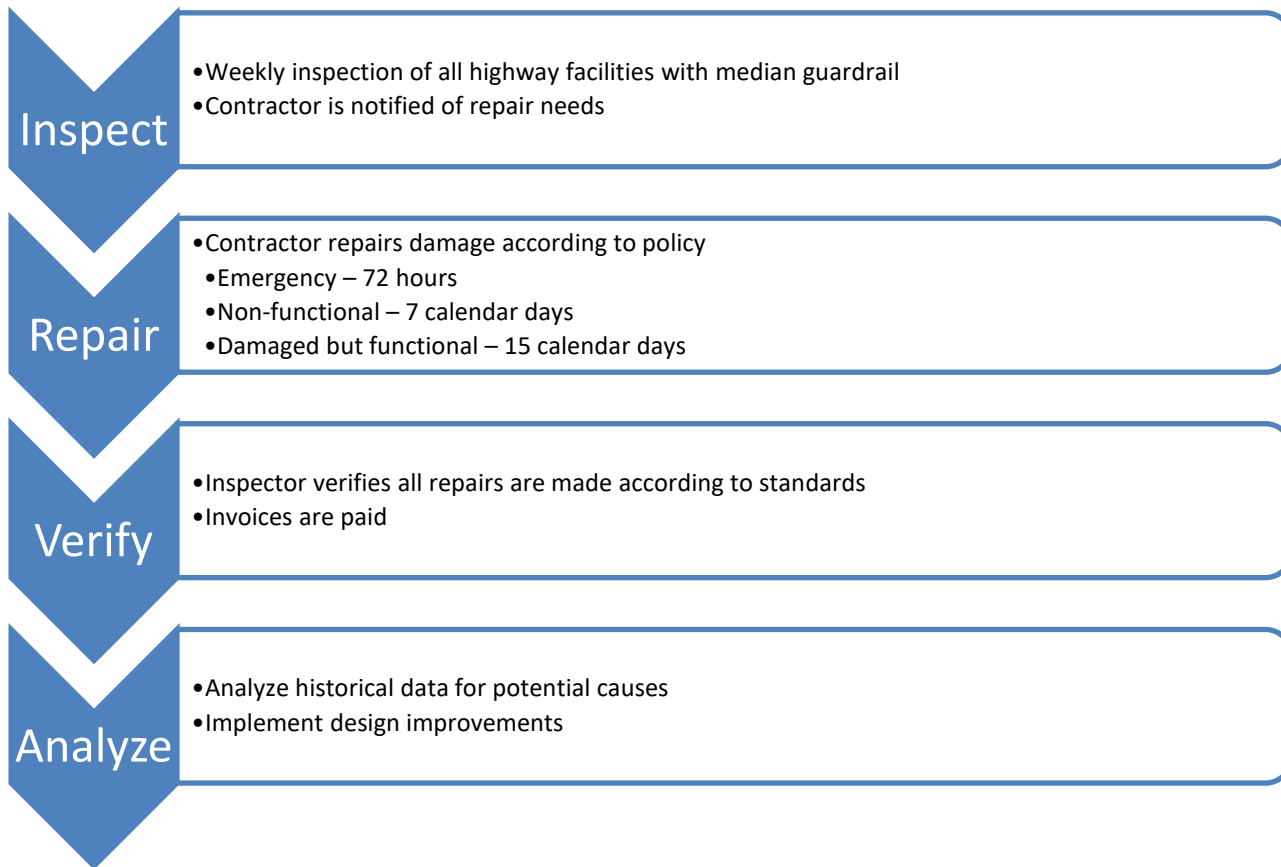 Inspect
•Weekly inspection of all highway facilities with median guardrail
•Contractor is notified of repair needs
Repair
•Contractor repairs damage according to policy
•Emergency – 72 hours
•Non-functional – 7 calendar days
•Damaged but functional – 15 calendar days
Verify
•Inspector verifies all repairs are made according to standards
•Invoices are paid
Analyze
•Analyze historical data for potential causes
•Implement design improvements